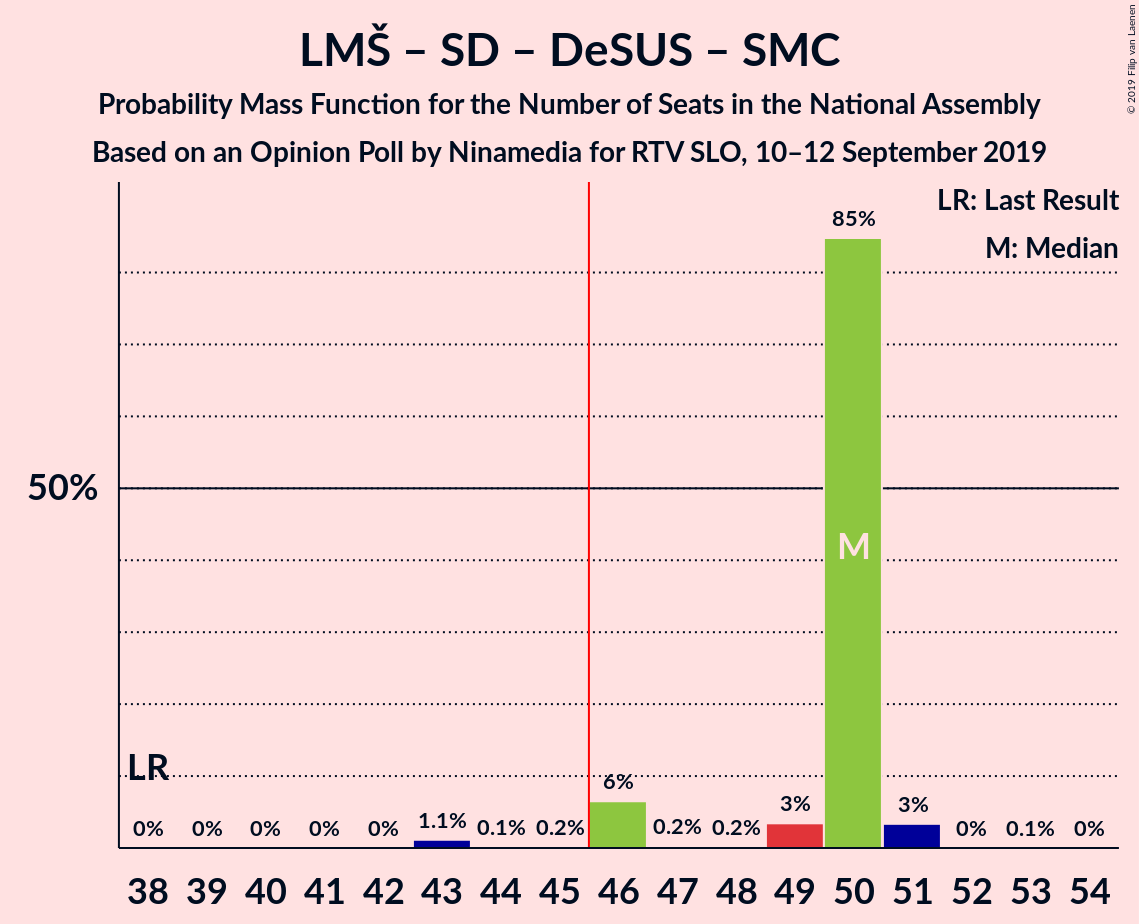 LMŠ – SD – DeSUS – SMC
Probability Mass Function for the Number of Seats in the National Assembly
Based on an Opinion Poll by Ninamedia for RTV SLO, 10–12 September 2019
© 2019 Filip van Laenen
LR: Last Result
M: Median
85%
50%
M
LR
0% 0% 0% 0% 0% 1.1% 0.1% 0.2% 6% 0.2% 0.2% 3% 3% 0% 0.1% 0%
38 39 40 41 42 43 44 45 46 47 48 49 50 51 52 53 54